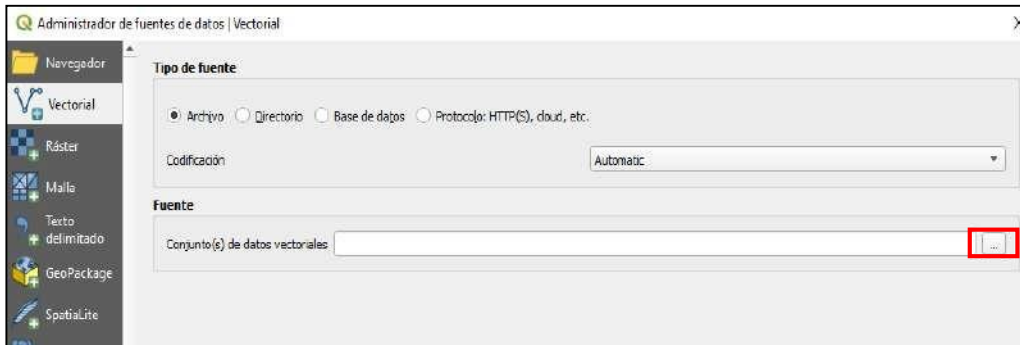 Administrador de fuentes de datos | Vectorial
Navegador
Vectorial
Ráster
Malla
Texto
delimitado
GeoPackage
SpatiaLite
Tipo de fuente
Archivo Directorio Base de datos Protocolo: HTTP(S), cloud, etc.
Codificación Automatic
Fuente
Conjunto(s) de datos vectoriales ...